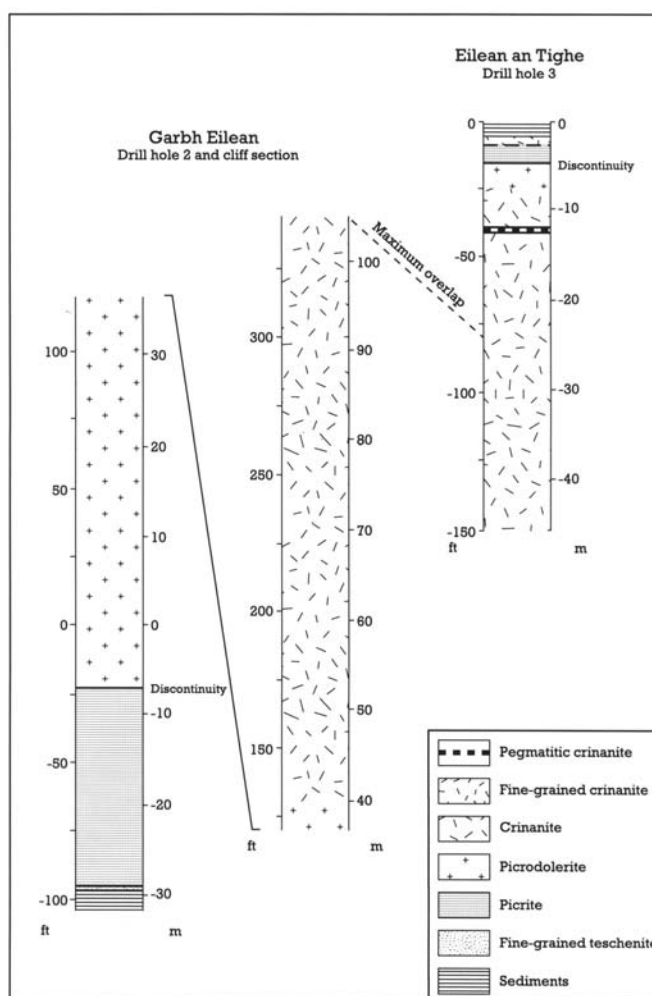 Eilean an Tighe
Drill hole 3
Garbh Eilean
Drill hole 2 and cliff section
0
-50
-100
-150
ft
0
-10
-20
-30
-40
m
Discontinuity
Maximum overlap
300
250
200
150
ft
100
90
80
70
60
50
40
m
100
50
0
-50
-100
ft
30
20
10
0
-10
-20
-30
m
Discontinuity
Pegmatitic crinanite
Fine-grained crinanite
Crinanite
Picrodolerite
Picrite
Fine-grained teschenite
Sediments